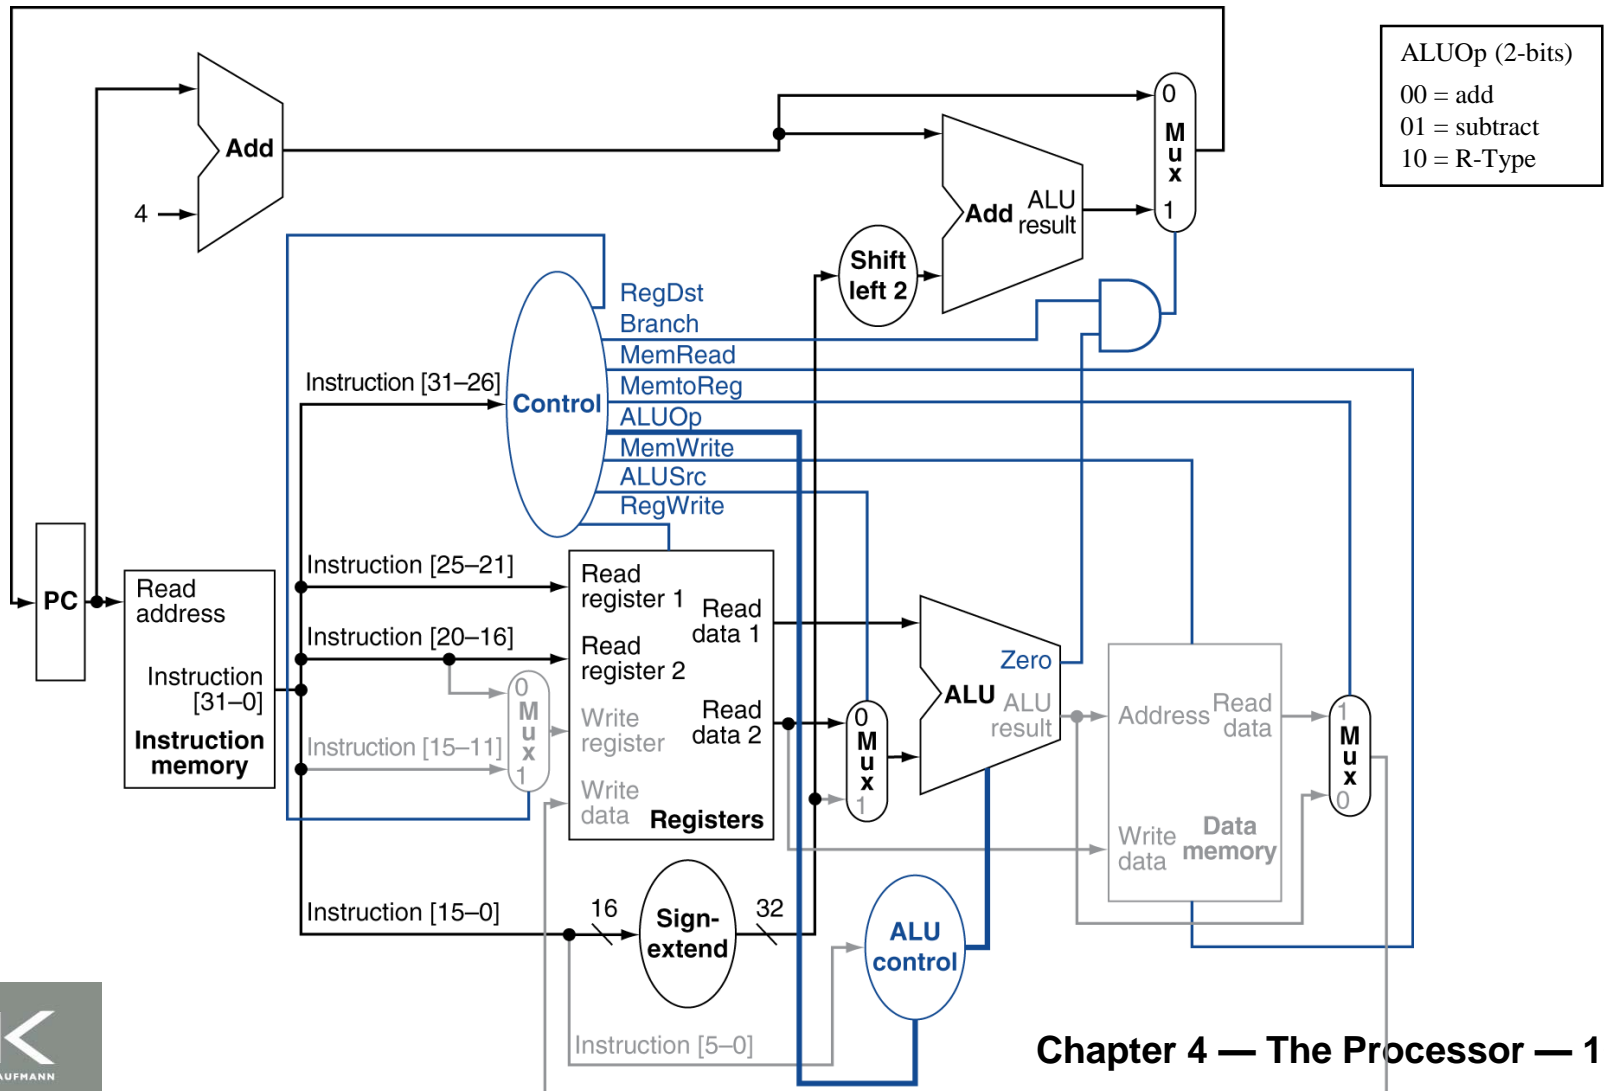 ALUOp (2-bits)
00 = add
01 = subtract
10 = R-Type
0
M
u
x
1
Add
4
Add
ALU
result
Shift
left 2
RegDst
Branch
MemRead
MemtoReg
ALUOp
MemWrite
ALUSrc
RegWrite
Instruction [31–26]
Control
PC
Read
address
Instruction
[31–0]
Instruction
memory
Instruction [25–21]
Instruction [20–16]
Instruction [15–11]
0
M
u
x
1
Read
register 1
Read
register 2
Write
register
Write
data
Read
data 1
Read
data 2
Registers
0
M
u
x
1
Zero
ALU
ALU
result
Address
Read
data
Write
data
Data
memory
1
M
u
x
0
Instruction [15–0]
16
Sign-
extend
32
ALU
control
Instruction [5–0]
Chapter 4 — The Processor — 1